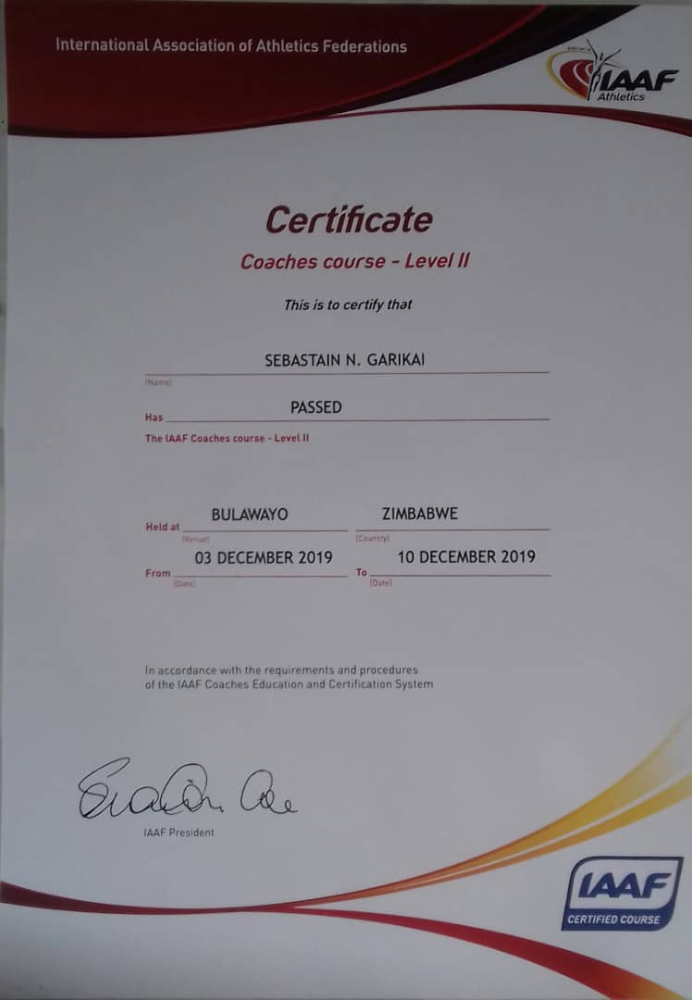 International Association of Athletics Federations
IAAF
Athletics
Certificate
Coaches course - Level II
This is to certify that
SEBASTAIN N. GARIKAI
(Name)
Has PASSED
The IAAF Coaches course - Level II
Held at BULAWAYO ZIMBABWE
(Venue) (Country)
From 03 DECEMBER 2019 To 10 DECEMBER 2019
(Date) (Date)
In accordance with the requirements and procedures
of the IAAF Coaches Education and Certification System
IAAF President
IAAF
CERTIFIED COURSE